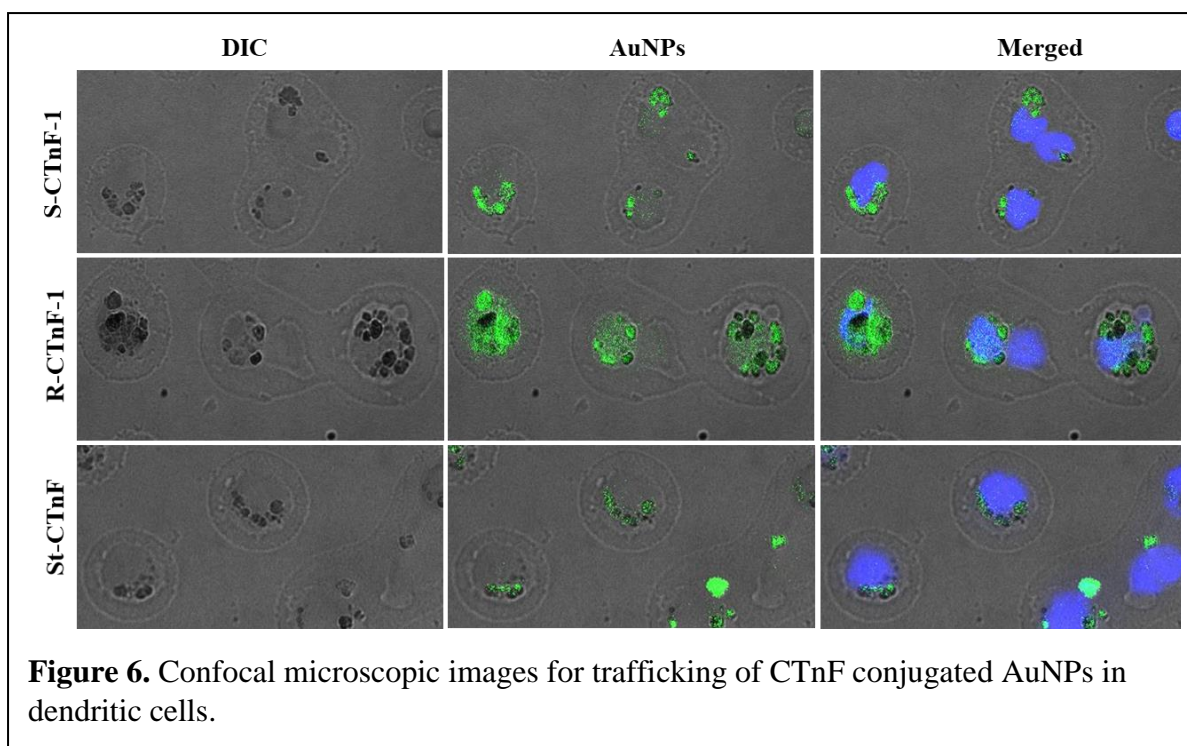 DIC AuNPs Merged
S-CTnF-1
R-CTnF-1
St-CTnF
Figure 6. Confocal microscopic images for trafficking of CTnF conjugated AuNPs in
dendritic cells.